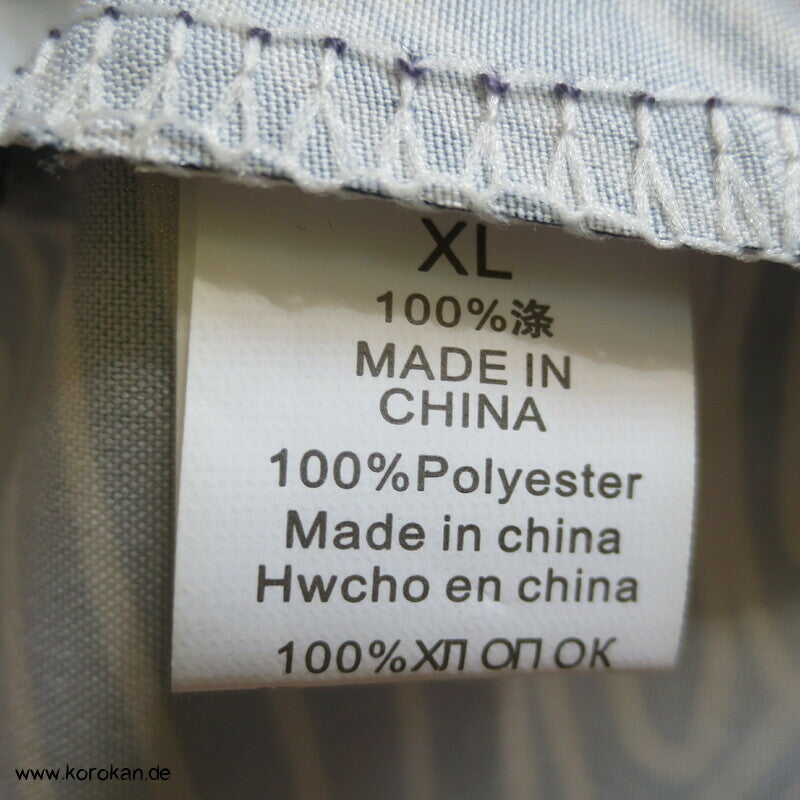 XL
100%涤
MADE IN
CHINA
100%Polyester
Made in china
Hwcho en china
100%ХЛ ОП ОК
www.korokan.de